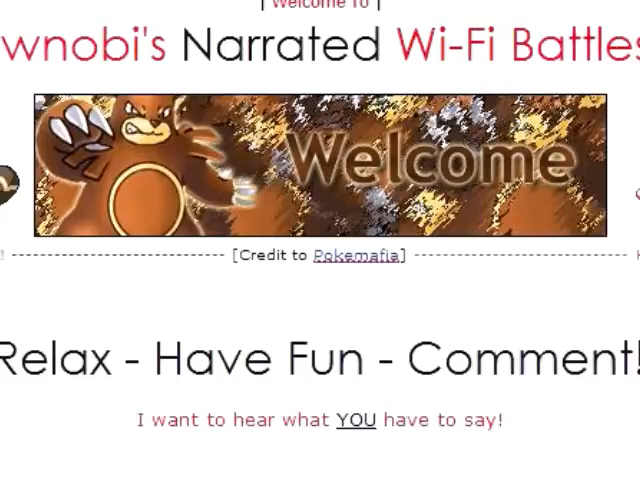 | Welcome To |
wnobi's Narrated Wi-Fi Battles
Welcome
[Credit to Pokemafia]
Relax - Have Fun - Comment!
I want to hear what YOU have to say!